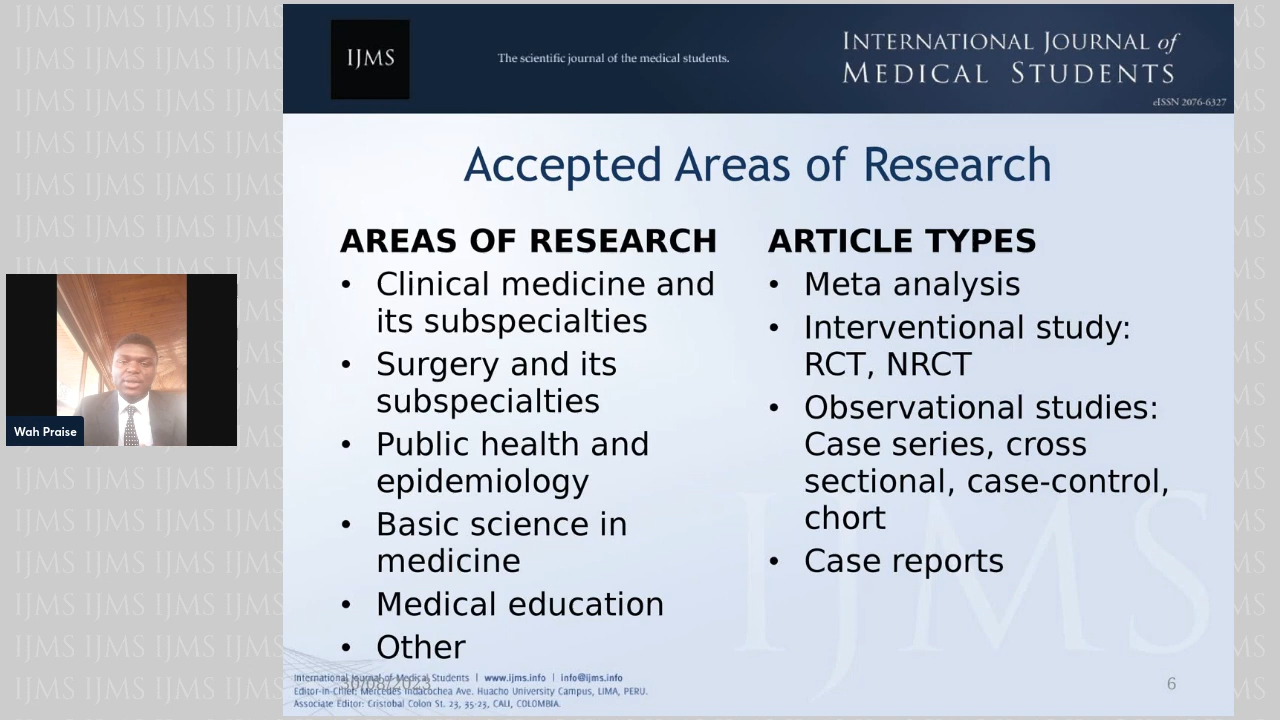 IJMS
The scientific journal of the medical students.
INTERNATIONAL JOURNAL of
MEDICAL STUDENTS
eISSN 2076-6327
Accepted Areas of Research
AREAS OF RESEARCH
• Clinical medicine and
its subspecialties
• Surgery and its
subspecialties
• Public health and
epidemiology
• Basic science in
medicine
• Medical education
• Other
ARTICLE TYPES
• Meta analysis
• Interventional study:
RCT, NRCT
• Observational studies:
Case series, cross
sectional, case-control,
chort
• Case reports
IJMS
Wah Praise
International Journal of Medical Students | www.ijms.info | info@ijms.info
30/08/2023
Editor-in-Chief: Mercedes Indacochea Ave. Huacho University Campus, LIMA, PERU.
Associate Editor: Cristobal Colon St. 23, 35-23, CALI, COLOMBIA.
6